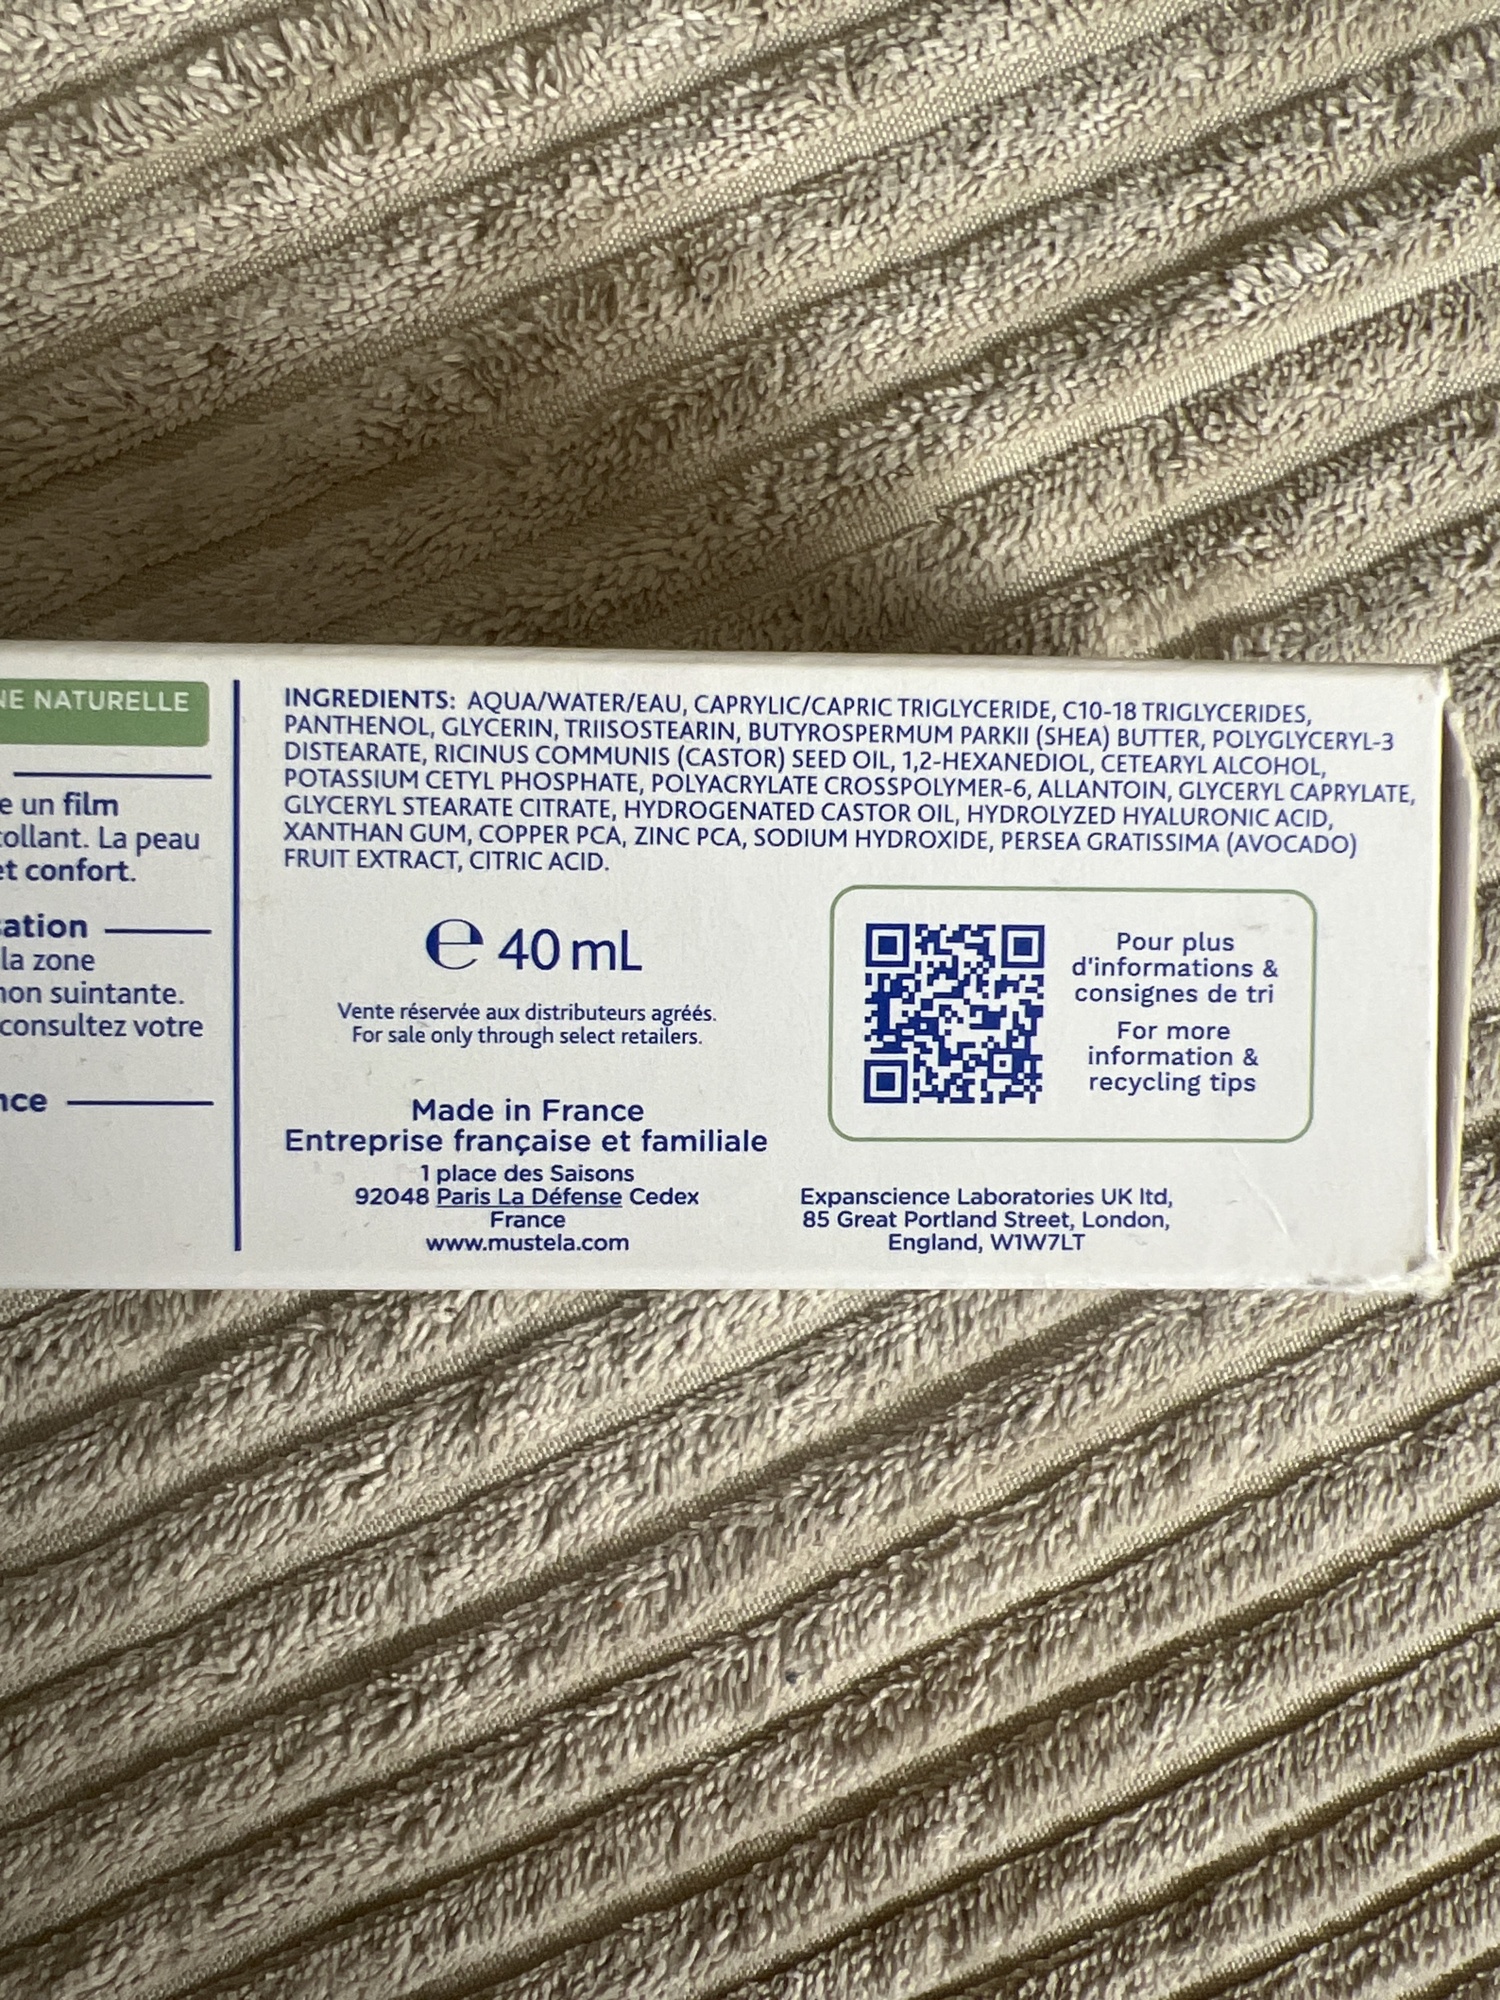 NE NATURELLE
e un film
collant. La peau
et confort.
ation
la zone
non suintante.
consultez votre
nce
INGREDIENTS: AQUA/WATER/EAU, CAPRYLIC/CAPRIC TRIGLYCERIDE, C10-18 TRIGLYCERIDES,
PANTHENOL, GLYCERIN, TRIISOSTEARIN, BUTYROSPERMUM PARKII (SHEA) BUTTER, POLYGLYCERYL-3
DISTEARATE, RICINUS COMMUNIS (CASTOR) SEED OIL, 1,2-HEXANEDIOL, CETEARYL ALCOHOL,
POTASSIUM CETYL PHOSPHATE, POLYACRYLATE CROSSPOLYMER-6, ALLANTOIN, GLYCERYL CAPRYLATE,
GLYCERYL STEARATE CITRATE, HYDROGENATED CASTOR OIL, HYDROLYZED HYALURONIC ACID,
XANTHAN GUM, COPPER PCA, ZINC PCA, SODIUM HYDROXIDE, PERSEA GRATISSIMA (AVOCADO)
FRUIT EXTRACT, CITRIC ACID.
℮ 40 mL
Vente réservée aux distributeurs agréés.
For sale only through select retailers.
Made in France
Entreprise française et familiale
1 place des Saisons
92048 Paris La Défense Cedex
France
www.mustela.com
Pour plus
d'informations &
consignes de tri
For more
information &
recycling tips
Expanscience Laboratories UK ltd,
85 Great Portland Street, London,
England, W1W7LT